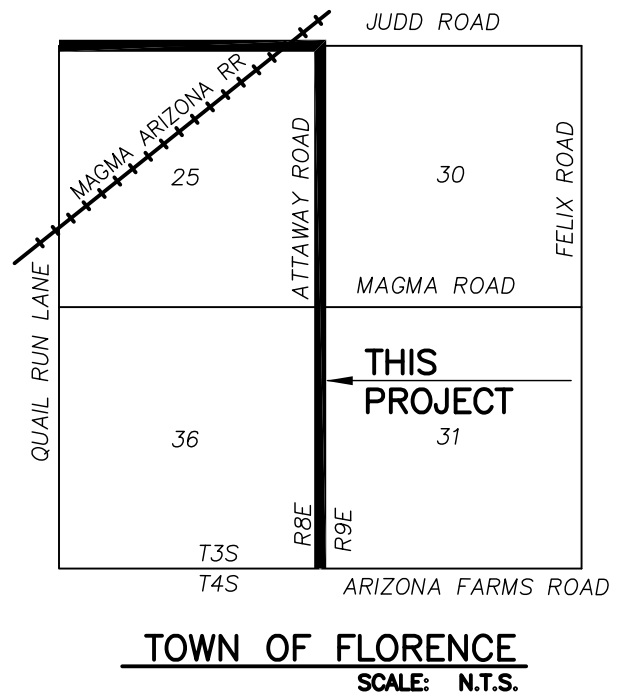 JUDD ROAD
MAGMA ARIZONA RR
25
ATTAWAY ROAD
30
FELIX ROAD
QUAIL RUN LANE
MAGMA ROAD
THIS
PROJECT
36
31
R8E
R9E
T3S
T4S
ARIZONA FARMS ROAD
TOWN OF FLORENCE
SCALE: N.T.S.